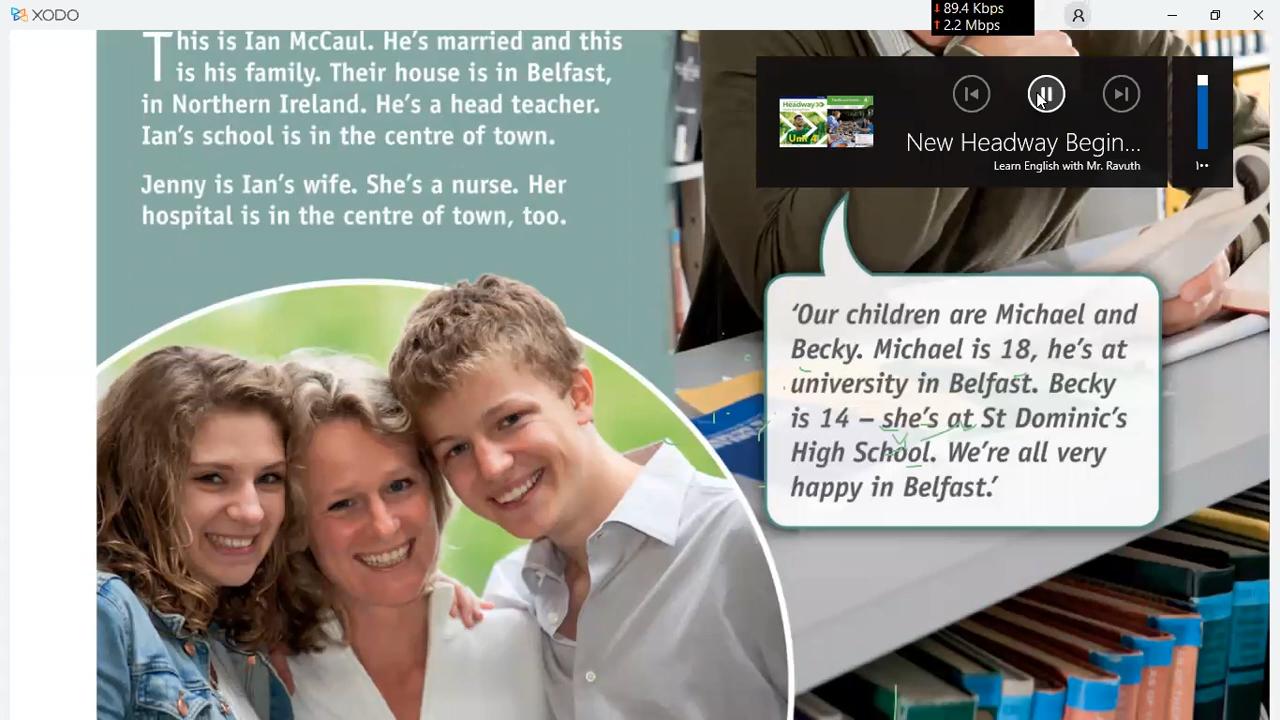 XODO
89.4 Kbps
2.2 Mbps
This is Ian McCaul. He's married and this
is his family. Their house is in Belfast,
in Northern Ireland. He's a head teacher.
Ian's school is in the centre of town.
Jenny is Ian's wife. She's a nurse. Her
hospital is in the centre of town, too.
Headway
Unit 4
New Headway Begin...
Learn English with Mr. Ravuth
۱۰۰
'Our children are Michael and
Becky. Michael is 18, he's at
university in Belfast. Becky
is 14 – she's at St Dominic's
High School. We're all very
happy in Belfast.'